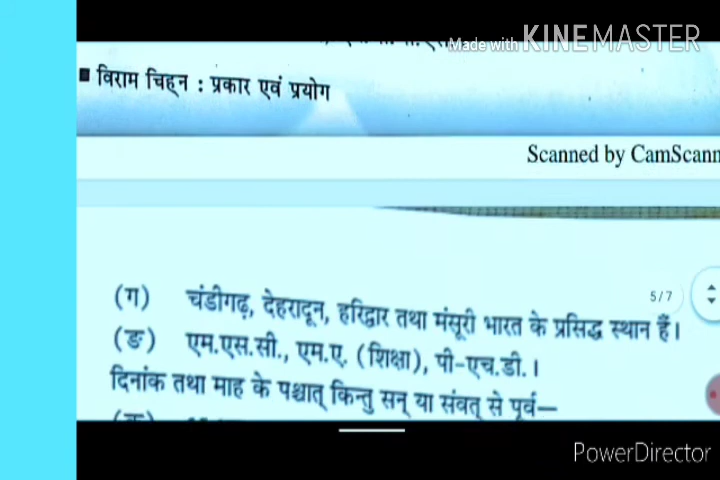 Made with KINEMASTER
■ विराम चिह्न : प्रकार एवं प्रयोग
Scanned by CamScann
5/7
(ग) चंडीगढ़, देहरादून, हरिद्वार तथा मंसूरी भारत के प्रसिद्ध स्थान हैं।
(ङ) एम.एस.सी., एम.ए. (शिक्षा), पी-एच.डी.।
दिनांक तथा माह के पश्चात् किन्तु सन् या संवत् से पूर्व—
PowerDirector